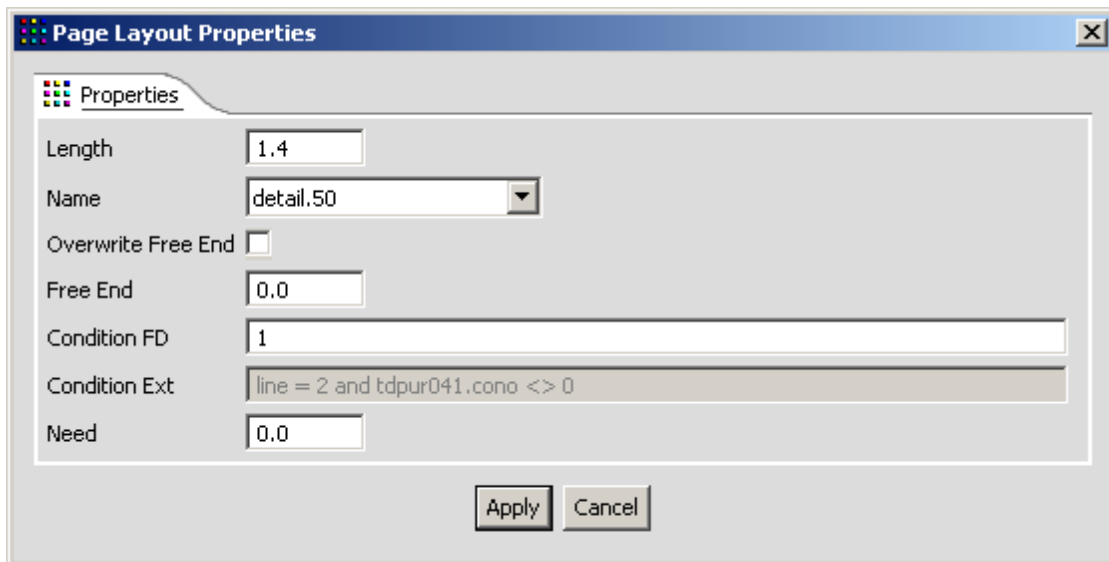 Page Layout Properties
Properties
Length 1.4
Name detail.50
Overwrite Free End
Free End 0.0
Condition FD 1
Condition Ext line = 2 and tdpur041.cono <> 0
Need 0.0
Apply Cancel